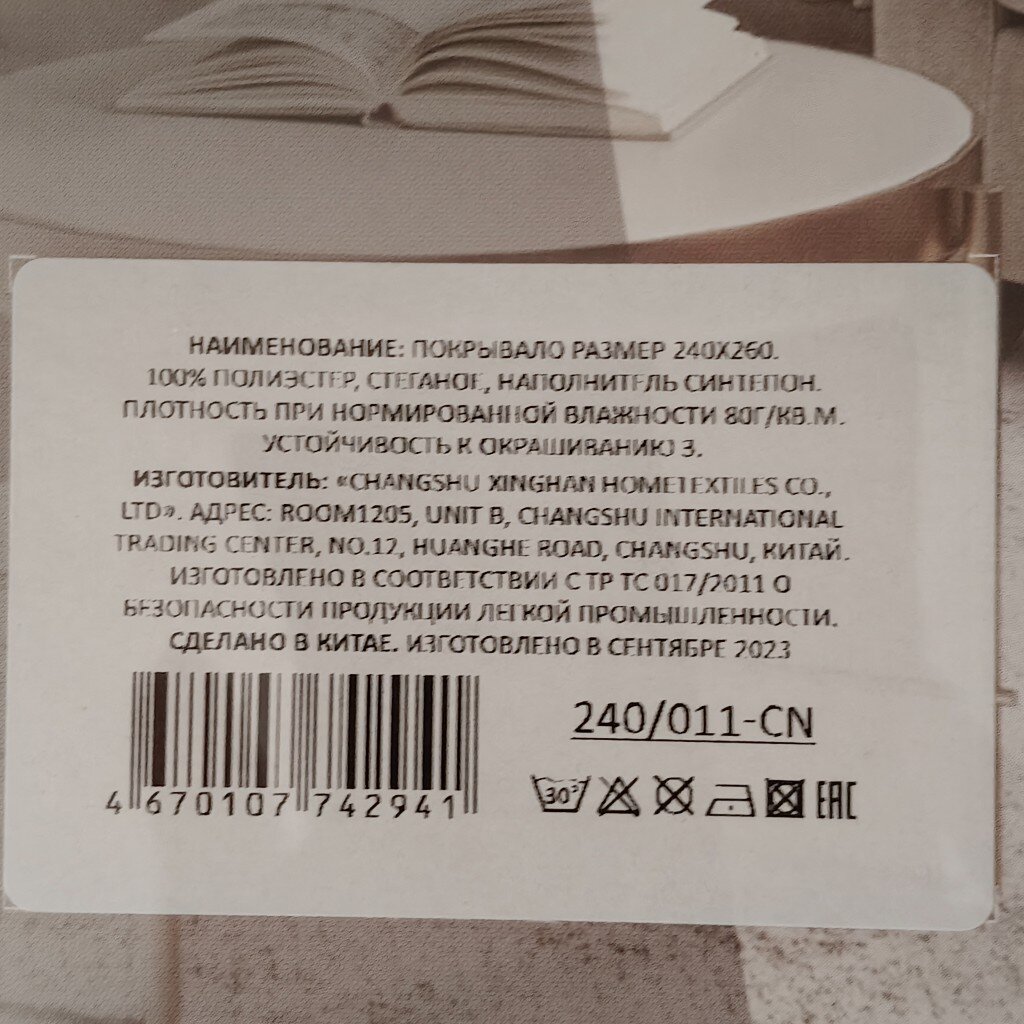 НАИМЕНОВАНИЕ: ПОКРЫВАЛО РАЗМЕР 240X260.
100% ПОЛИЭСТЕР, СТЕГАНОЕ, НАПОЛНИТЕЛЬ СИНТЕПОН.
ПЛОТНОСТЬ ПРИ НОРМИРОВАННОЙ ВЛАЖНОСТИ 80Г/КВ.М.
УСТОЙЧИВОСТЬ К ОКРАШИВАНИЮ 3.
ИЗГОТОВИТЕЛЬ: «CHANGSHU XINGHAN HOMETEXTILES CO.,
LTD». АДРЕС: ROOM1205, UNIT B, CHANGSHU INTERNATIONAL
TRADING CENTER, NO.12, HUANGHE ROAD, CHANGSHU, КИТАЙ.
ИЗГОТОВЛЕНО В СООТВЕТСТВИИ С ТР ТС 017/2011 О
БЕЗОПАСНОСТИ ПРОДУКЦИИ ЛЕГКОЙ ПРОМЫШЛЕННОСТИ.
СДЕЛАНО В КИТАЕ. ИЗГОТОВЛЕНО В СЕНТЯБРЕ 2023
240/011-CN
30° EAC
4 670107 742941